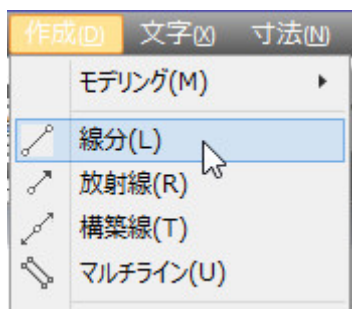 作成(D) 文字(X) 寸法(N)
モデリング(M)
線分(L)
放射線(R)
構築線(T)
マルチライン(U)